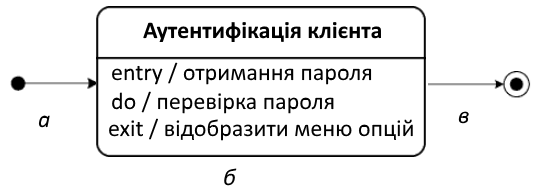 Аутентифікація клієнта
entry / отримання пароля
do / перевірка пароля
exit / відобразити меню опцій
а
в
б